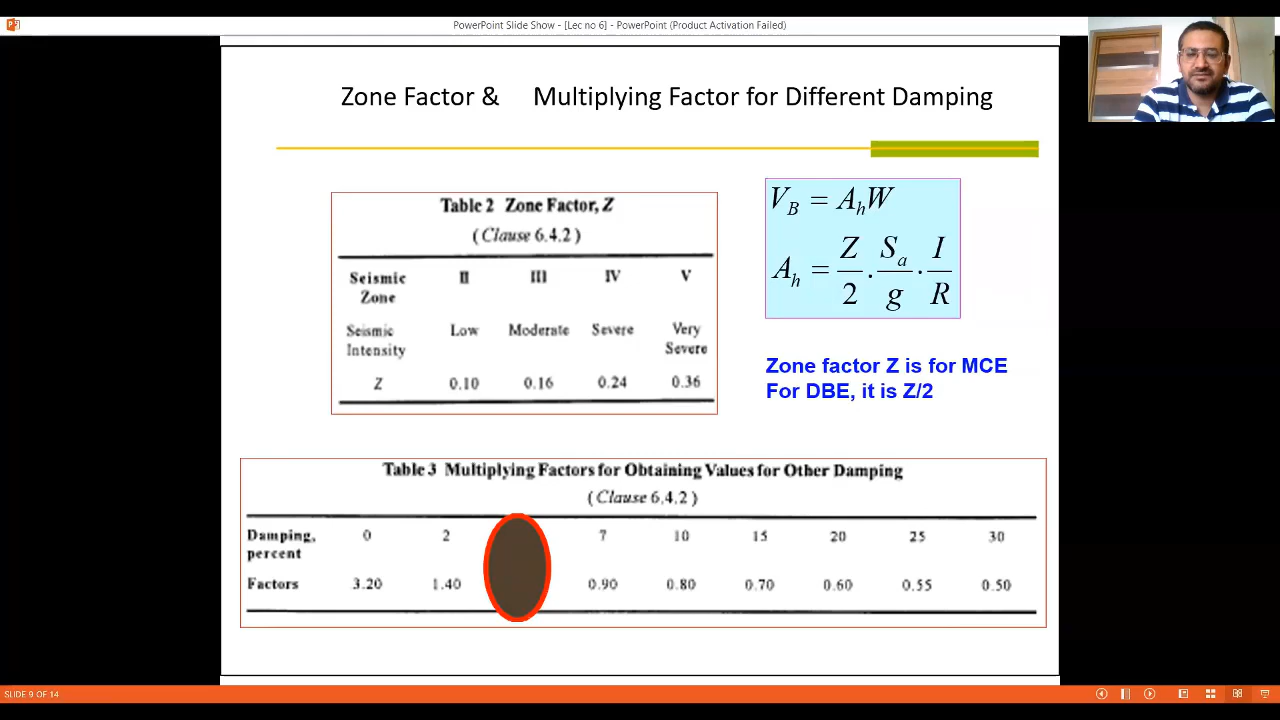 PowerPoint Slide Show - [Lec no 6] - PowerPoint (Product Activation Failed)
Zone Factor & Multiplying Factor for Different Damping
Table 2 Zone Factor, Z
( Clause 6.4.2 )
Seismic Zone II III IV V
Seismic Intensity Low Moderate Severe Very Severe
Z 0.10 0.16 0.24 0.36
V_B = A_h W
A_h = Z/2 . S_a/g . I/R
Zone factor Z is for MCE
For DBE, it is Z/2
Table 3 Multiplying Factors for Obtaining Values for Other Damping
( Clause 6.4.2 )
Damping, percent 0 2 7 10 15 20 25 30
Factors 3.20 1.40 0.90 0.80 0.70 0.60 0.55 0.50
SLIDE 9 OF 14